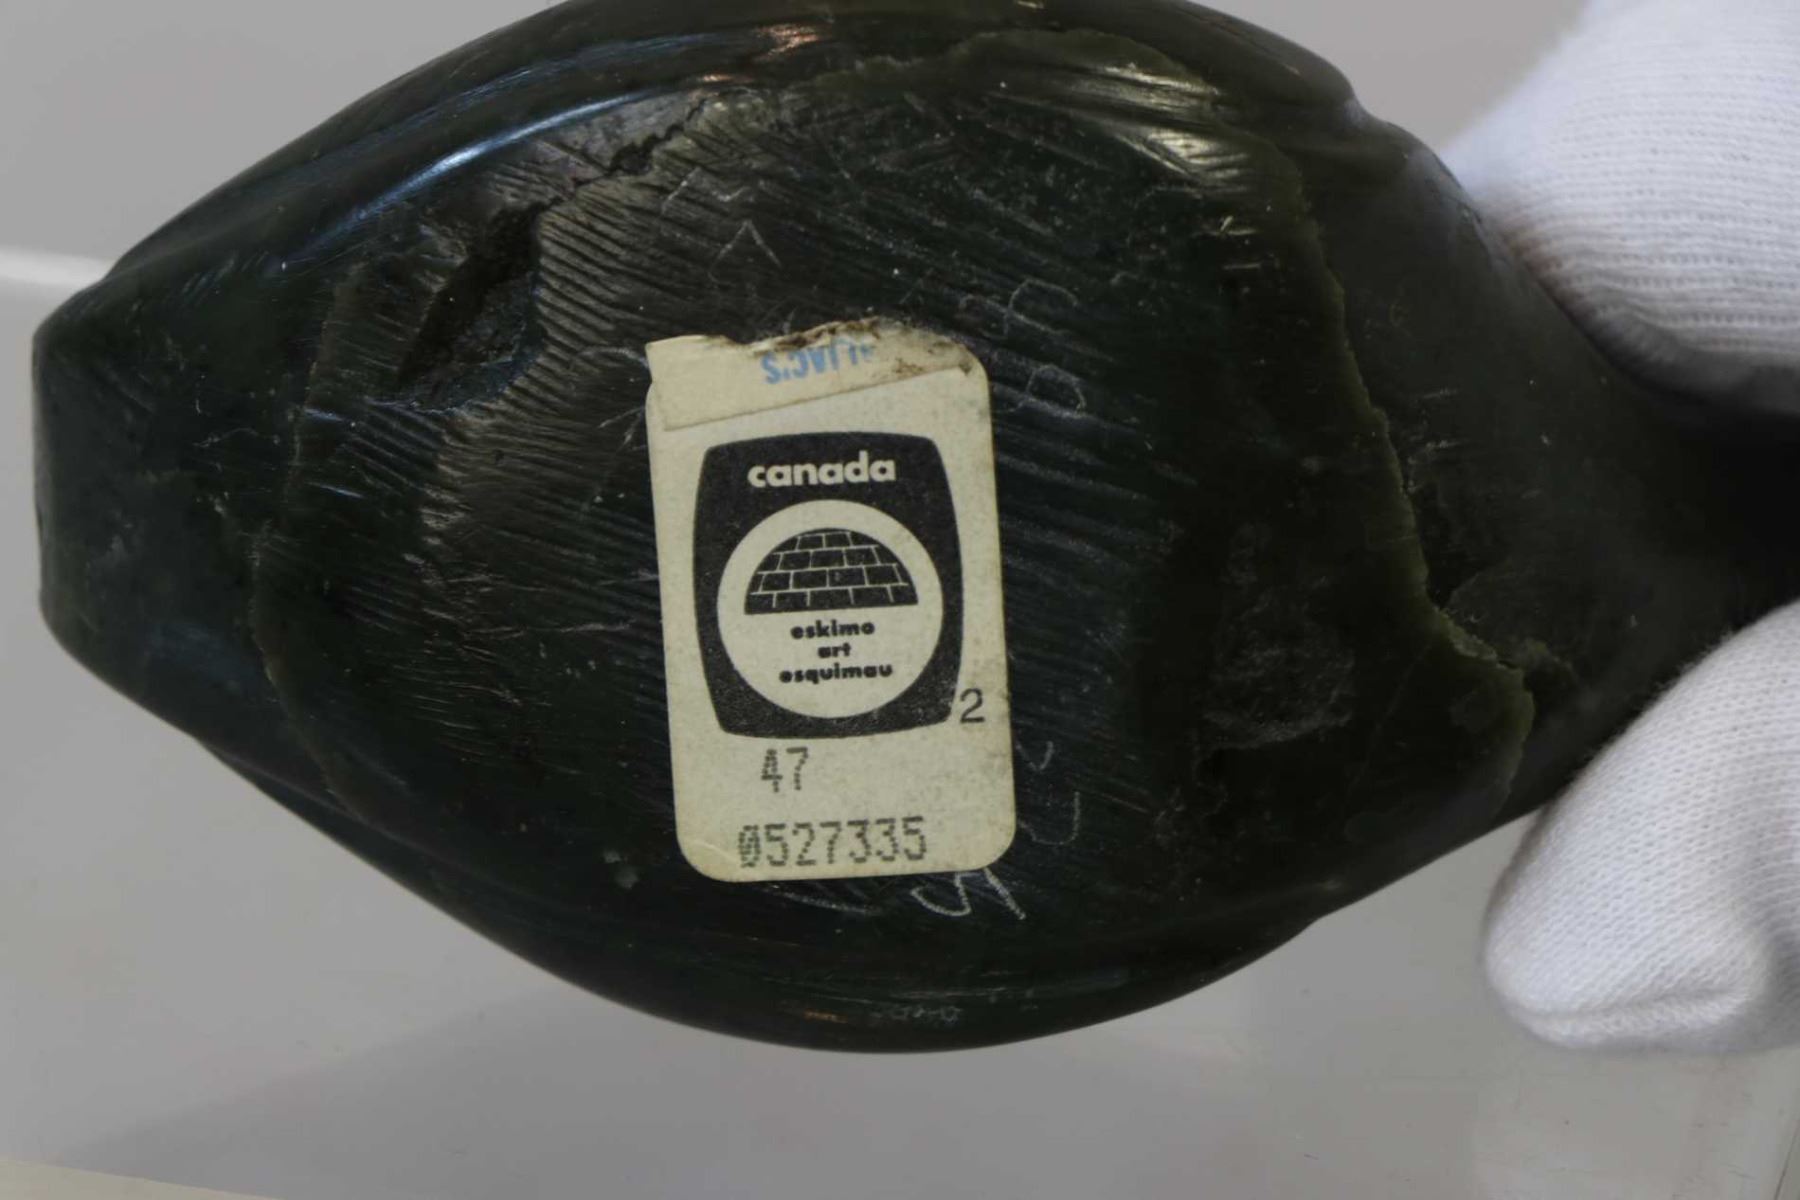 canada
eskimo
art
esquimau
2
47
0527335